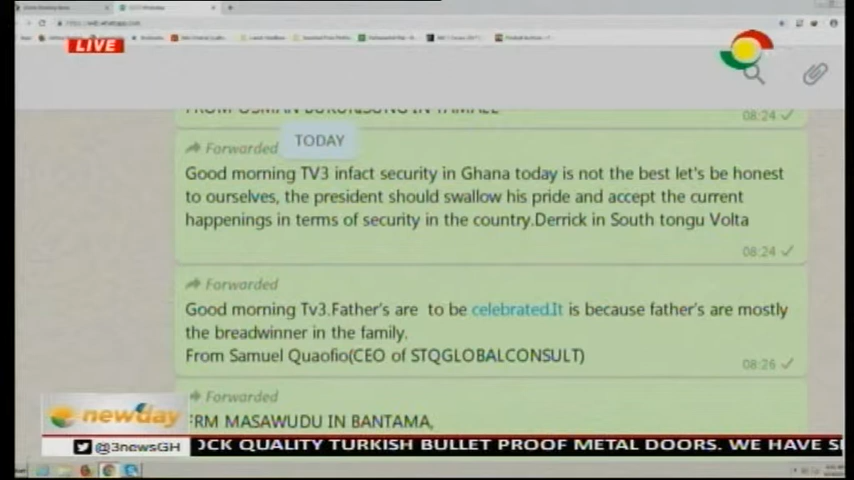 LIVE
08:24
TODAY
Forwarded
Good morning TV3 infact security in Ghana today is not the best let's be honest
to ourselves, the president should swallow his pride and accept the current
happenings in terms of security in the country.Derrick in South tongu Volta
08:24
Forwarded
Good morning Tv3.Father's are to be celebrated.It is because father's are mostly
the breadwinner in the family.
From Samuel Quaofio(CEO of STQGLOBALCONSULT)
08:26
Forwarded
FRM MASAWUDU IN BANTAMA,
newday
@3newsGH
OCK QUALITY TURKISH BULLET PROOF METAL DOORS. WE HAVE S